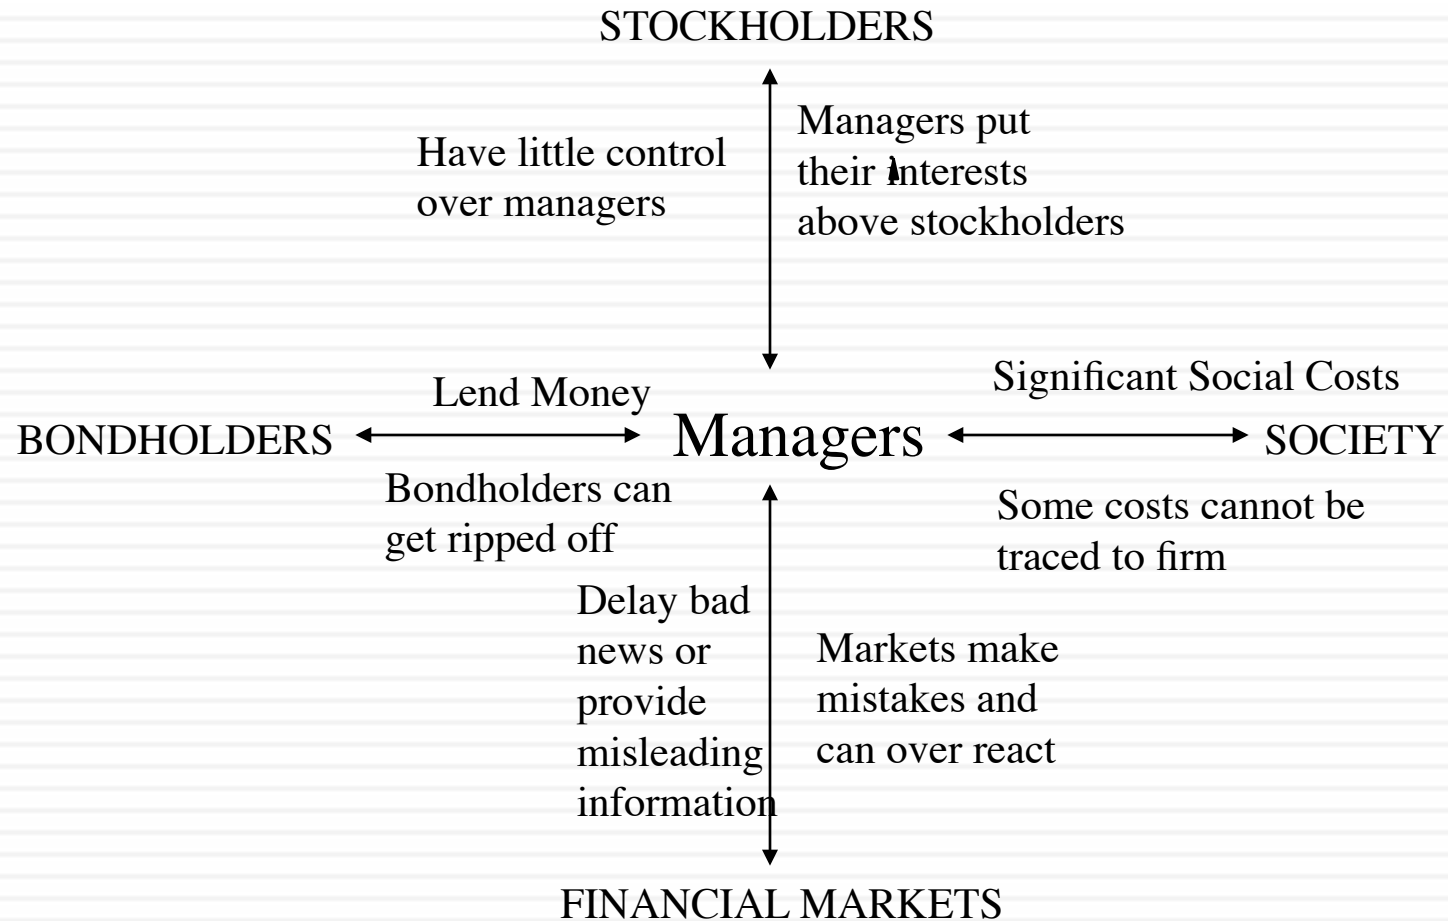 STOCKHOLDERS
Have little control
over managers
Managers put
their interests
above stockholders
Lend Money
Significant Social Costs
BONDHOLDERS
Managers
SOCIETY
Bondholders can
get ripped off
Some costs cannot be
traced to firm
Delay bad
news or
provide
misleading
information
Markets make
mistakes and
can over react
FINANCIAL MARKETS